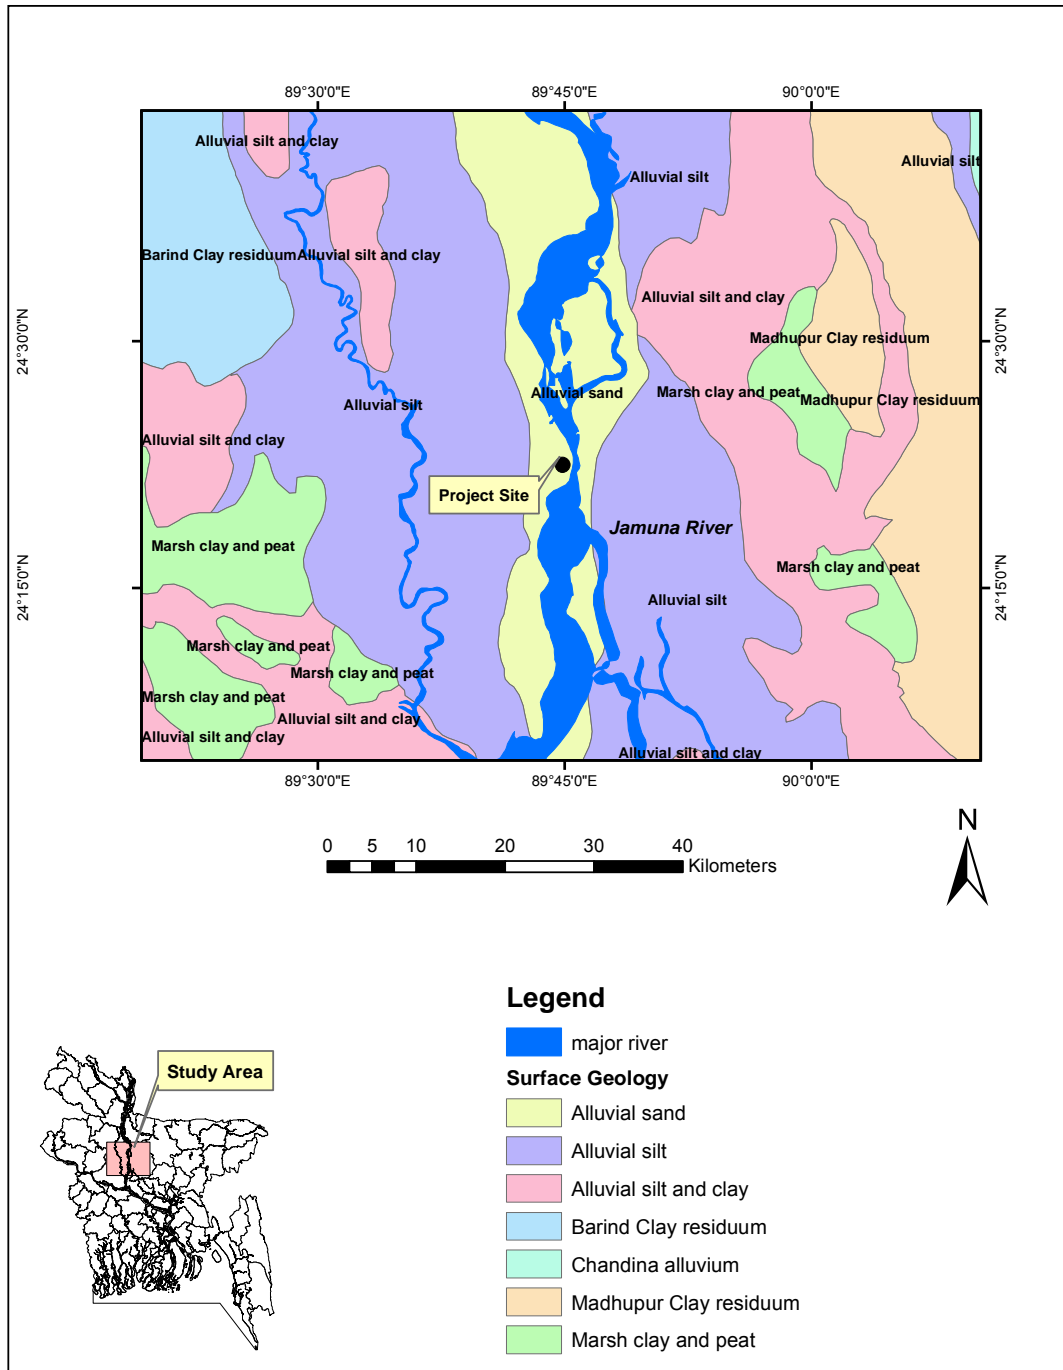 89°30'0"E
89°45'0"E
90°0'0"E
Alluvial silt and clay
Alluvial silt
Alluvial silt
Barind Clay residuum
Alluvial silt and clay
Alluvial silt and clay
24°30'0"N
24°30'0"N
Madhupur Clay residuum
Alluvial sand
Marsh clay and peat
Madhupur Clay residuum
Alluvial silt
Alluvial silt and clay
Project Site
Jamuna River
Marsh clay and peat
Marsh clay and peat
24°15'0"N
24°15'0"N
Alluvial silt
Marsh clay and peat
Marsh clay and peat
Marsh clay and peat
Alluvial silt and clay
Alluvial silt and clay
Alluvial silt and clay
89°30'0"E
89°45'0"E
90°0'0"E
0 5 10 20 30 40
Kilometers
N
Study Area
Legend
major river
Surface Geology
Alluvial sand
Alluvial silt
Alluvial silt and clay
Barind Clay residuum
Chandina alluvium
Madhupur Clay residuum
Marsh clay and peat